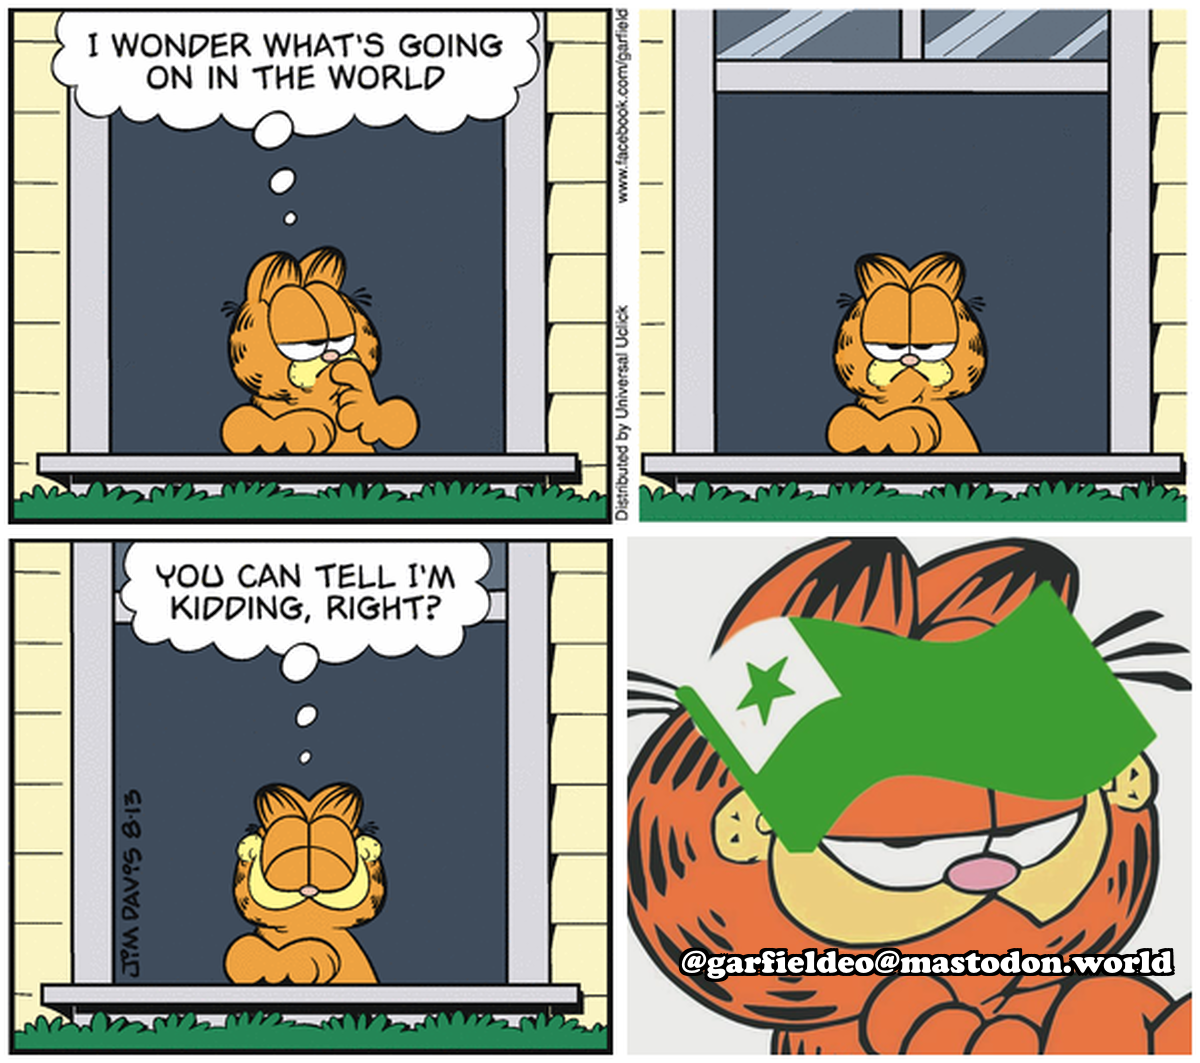 I WONDER WHAT'S GOING
ON IN THE WORLD
www.facebook.com/garfield
Distributed by Universal Uclick
YOU CAN TELL I'M
KIDDING, RIGHT?
JIM DAVIS 8·13
@garfieldeo@mastodon.world